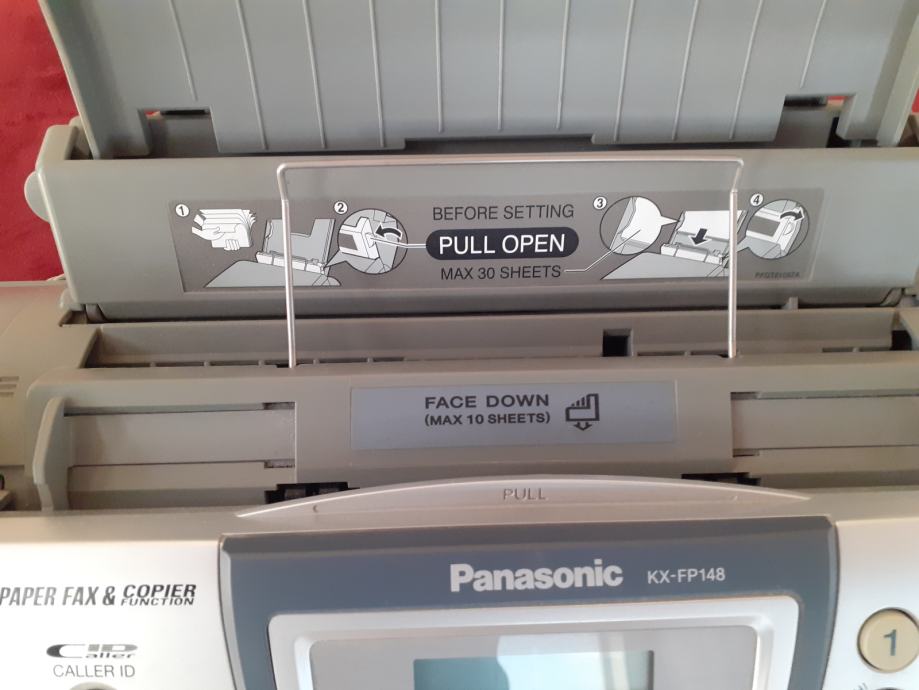 1
2
BEFORE SETTING
PULL OPEN
MAX 30 SHEETS
3
4
FACE DOWN
(MAX 10 SHEETS)
PULL
Panasonic KX-FP148
PAPER FAX & COPIER
FUNCTION
CID
aller
CALLER ID
1